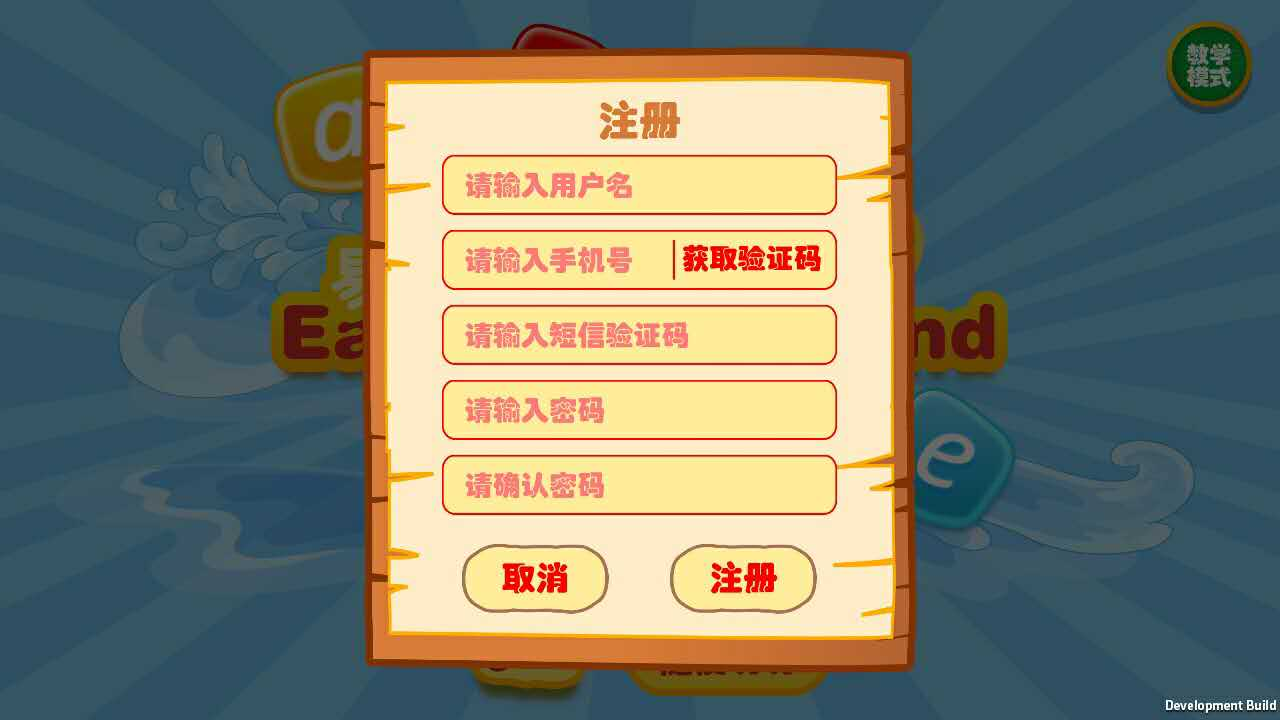 教学
模式
注册
请输入用户名
请输入手机号 获取验证码
请输入短信验证码
请输入密码
请确认密码
取消 注册
a
Ea
nd
e
Development Build